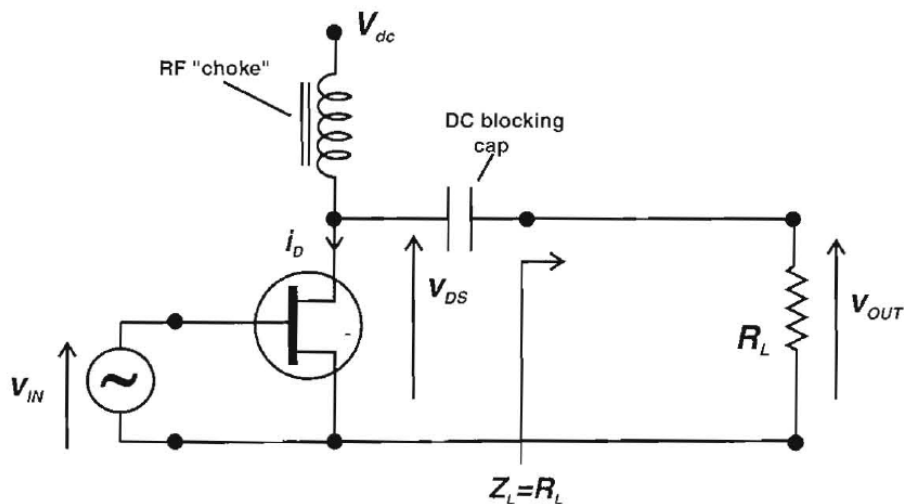 V_dc
RF "choke"
DC blocking
cap
i_D
V_DS
V_IN
R_L
V_OUT
Z_L=R_L